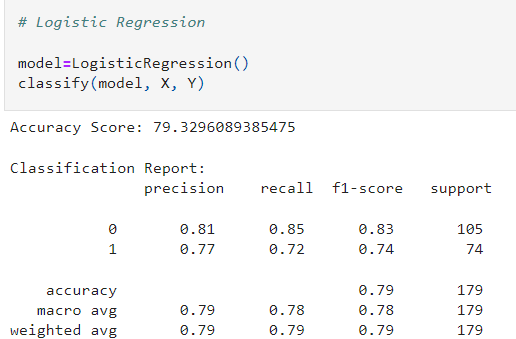 # Logistic Regression
model=LogisticRegression()
classify(model, X, Y)
Accuracy Score: 79.3296089385475
Classification Report:
precision recall f1-score support
0 0.81 0.85 0.83 105
1 0.77 0.72 0.74 74
accuracy 0.79 179
macro avg 0.79 0.78 0.78 179
weighted avg 0.79 0.79 0.79 179